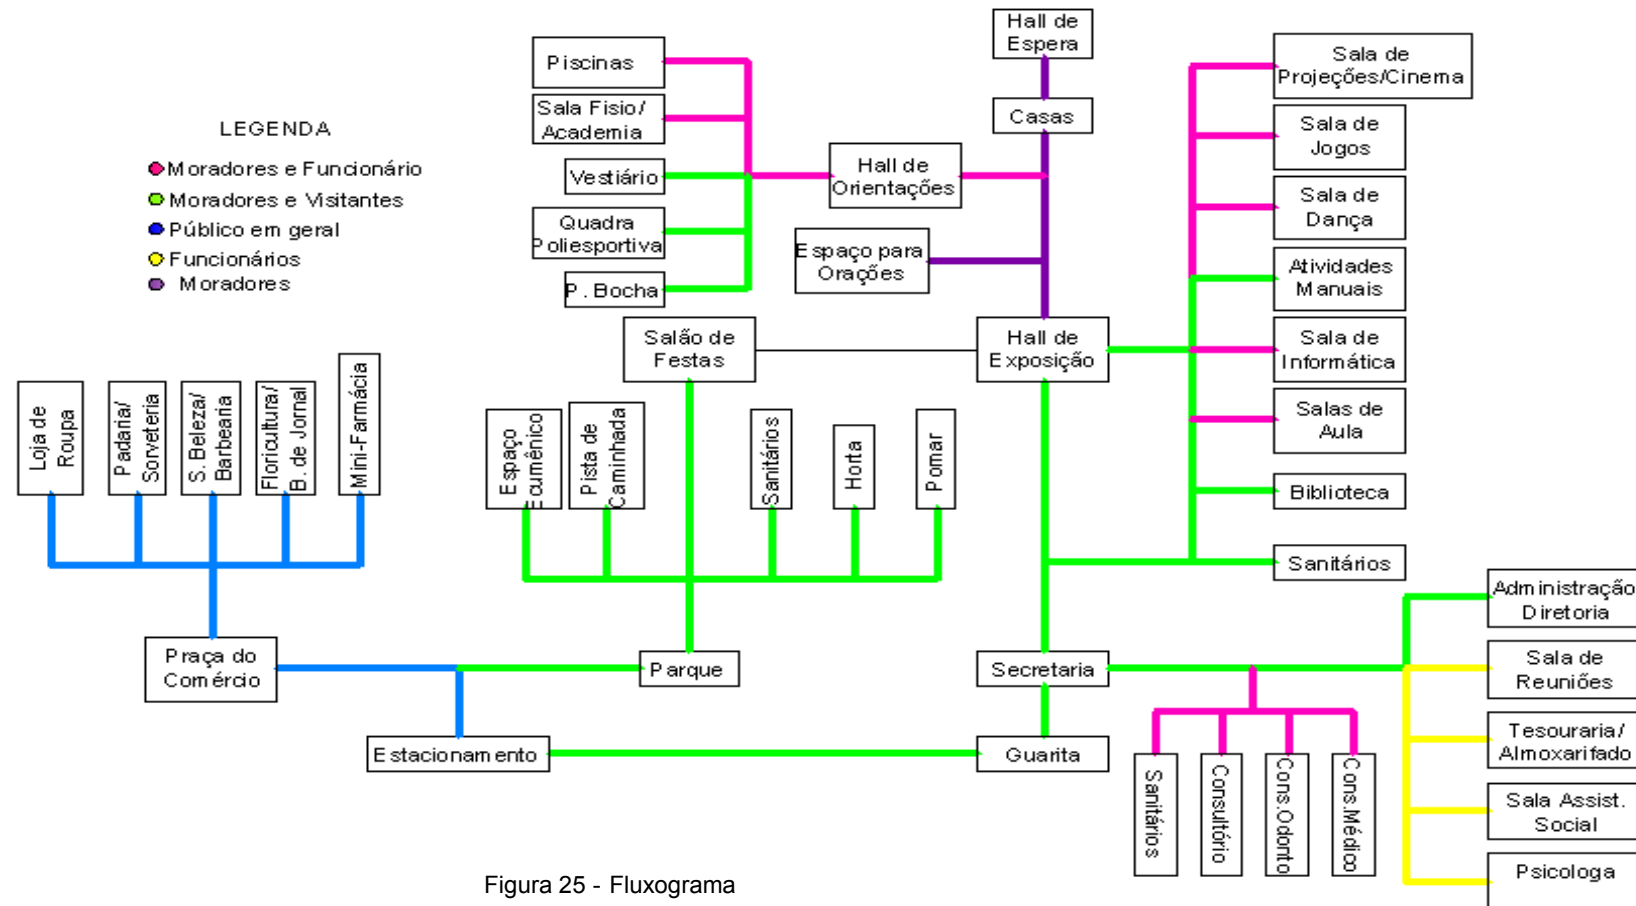 Hall de
Espera
Piscinas
Sala de
Projeções/Cinema
Sala Fisio/
Academia
Casas
LEGENDA
Sala de
Jogos
Moradores e Funcionário
Moradores e Visitantes
Público em geral
Funcionários
Moradores
Vestiário
Hall de
Orientações
Sala de
Dança
Quadra
Poliesportiva
Espaço para
Orações
Atividades
Manuais
P. Bocha
Salão de
Festas
Hall de
Exposição
Sala de
Informática
Loja de
Roupa
Padaria/
Sorveteria
S. Beleza/
Barbearia
Floricultura/
B. de Jornal
Mini-Farmácia
Espaço
Ecumênico
Pista de
Caminhada
Sanitários
Horta
Pomar
Salas de
Aula
Biblioteca
Sanitários
Administração
Diretoria
Praça do
Comércio
Parque
Secretaria
Sala de
Reuniões
Estacionamento
Guarita
Tesouraria/
Almoxarifado
Sanitários
Consultório
Cons.Odonto
Cons.Médico
Sala Assist.
Social
Psicologa
Figura 25 - Fluxograma